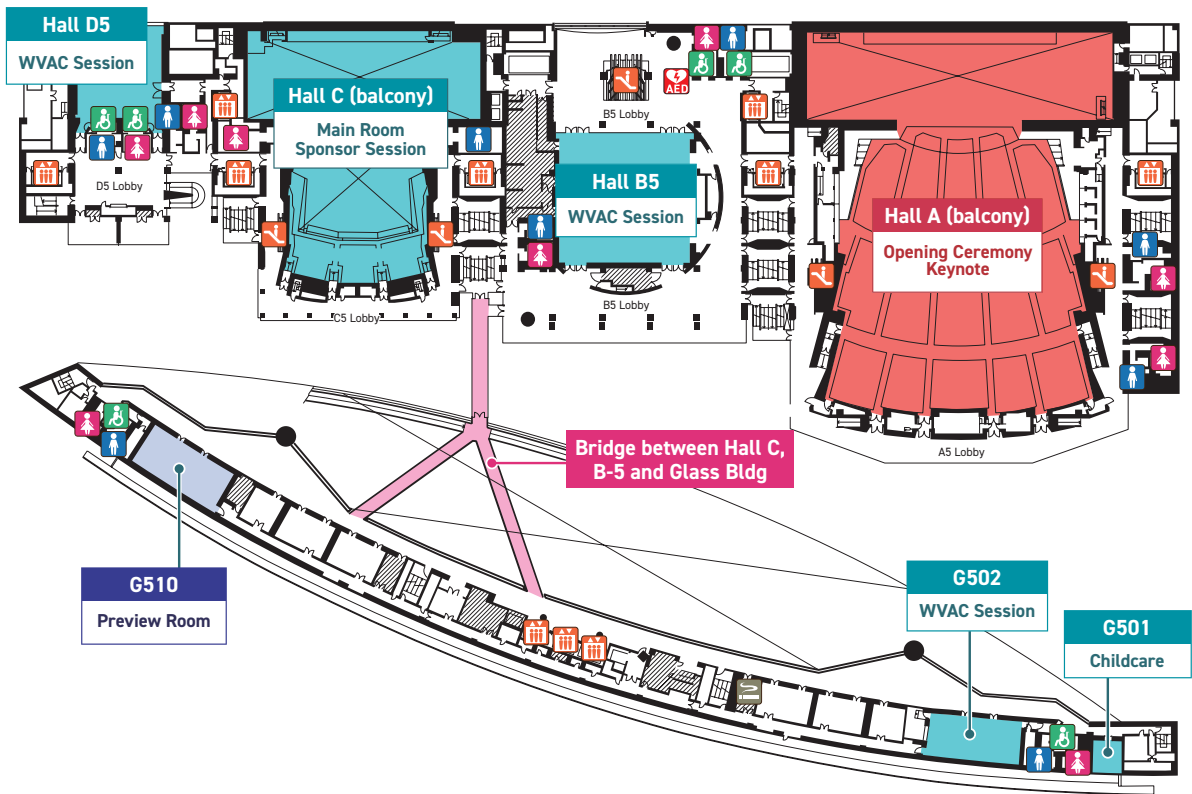 Hall D5
WVAC Session
D5 Lobby
Hall C (balcony)
Main Room
Sponsor Session
C5 Lobby
AED
B5 Lobby
Hall B5
WVAC Session
B5 Lobby
Hall A (balcony)
Opening Ceremony
Keynote
A5 Lobby
Bridge between Hall C,
B-5 and Glass Bldg
G510
Preview Room
G502
WVAC Session
G501
Childcare